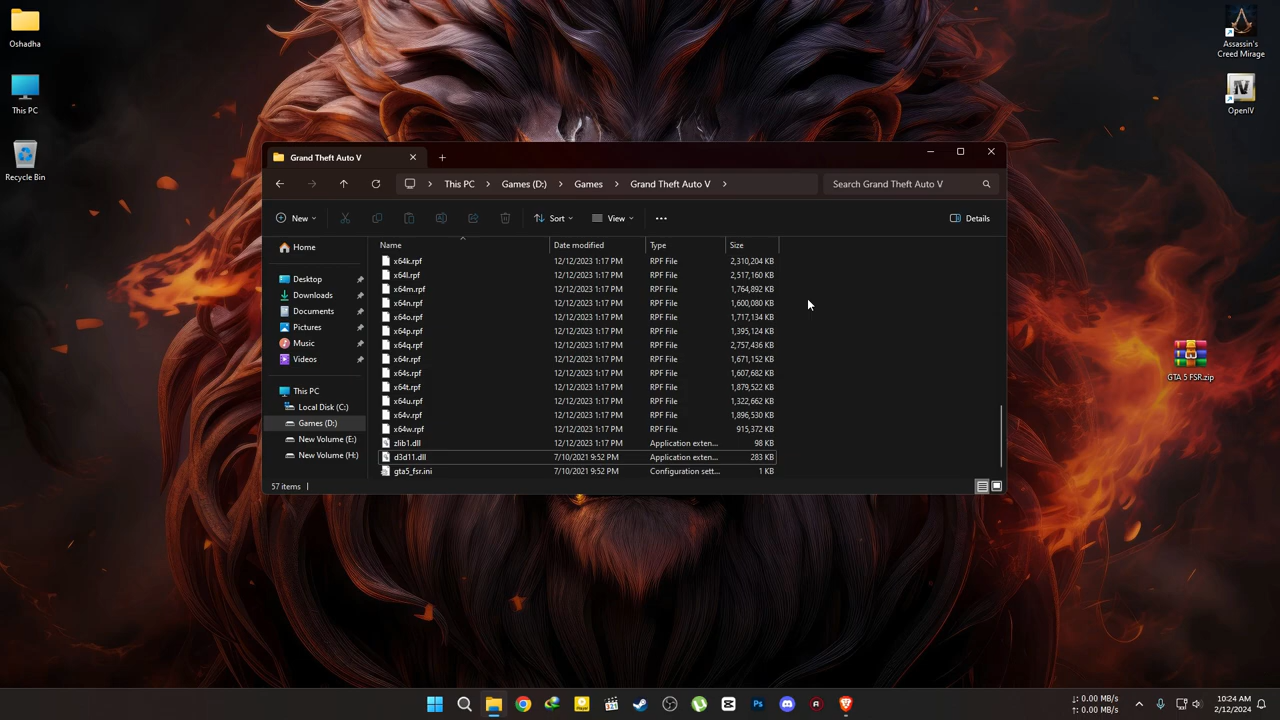 Oshadha
This PC
Recycle Bin
Assassin's
Creed Mirage
IV
OpenIV
GTA 5 FSR.zip
Grand Theft Auto V
This PC > Games (D:) > Games > Grand Theft Auto V >
Search Grand Theft Auto V
New
Sort
View
Details
Home
Desktop
Downloads
Documents
Pictures
Music
Videos
This PC
Local Disk (C:)
Games (D:)
New Volume (E:)
New Volume (H:)
Name Date modified Type Size
x64k.rpf 12/12/2023 1:17 PM RPF File 2,310,204 KB
x64l.rpf 12/12/2023 1:17 PM RPF File 2,517,160 KB
x64m.rpf 12/12/2023 1:17 PM RPF File 1,764,892 KB
x64n.rpf 12/12/2023 1:17 PM RPF File 1,600,080 KB
x64o.rpf 12/12/2023 1:17 PM RPF File 1,717,134 KB
x64p.rpf 12/12/2023 1:17 PM RPF File 1,395,124 KB
x64q.rpf 12/12/2023 1:17 PM RPF File 2,757,436 KB
x64r.rpf 12/12/2023 1:17 PM RPF File 1,671,152 KB
x64s.rpf 12/12/2023 1:17 PM RPF File 1,607,682 KB
x64t.rpf 12/12/2023 1:17 PM RPF File 1,879,522 KB
x64u.rpf 12/12/2023 1:17 PM RPF File 1,322,662 KB
x64v.rpf 12/12/2023 1:17 PM RPF File 1,896,530 KB
x64w.rpf 12/12/2023 1:17 PM RPF File 915,372 KB
zlib1.dll 12/12/2023 1:17 PM Application exten... 98 KB
d3d11.dll 7/10/2021 9:52 PM Application exten... 283 KB
gta5_fsr.ini 7/10/2021 9:52 PM Configuration sett... 1 KB
57 items
Ps
↓: 0.00 MB/s
↑: 0.00 MB/s
10:24 AM
2/12/2024